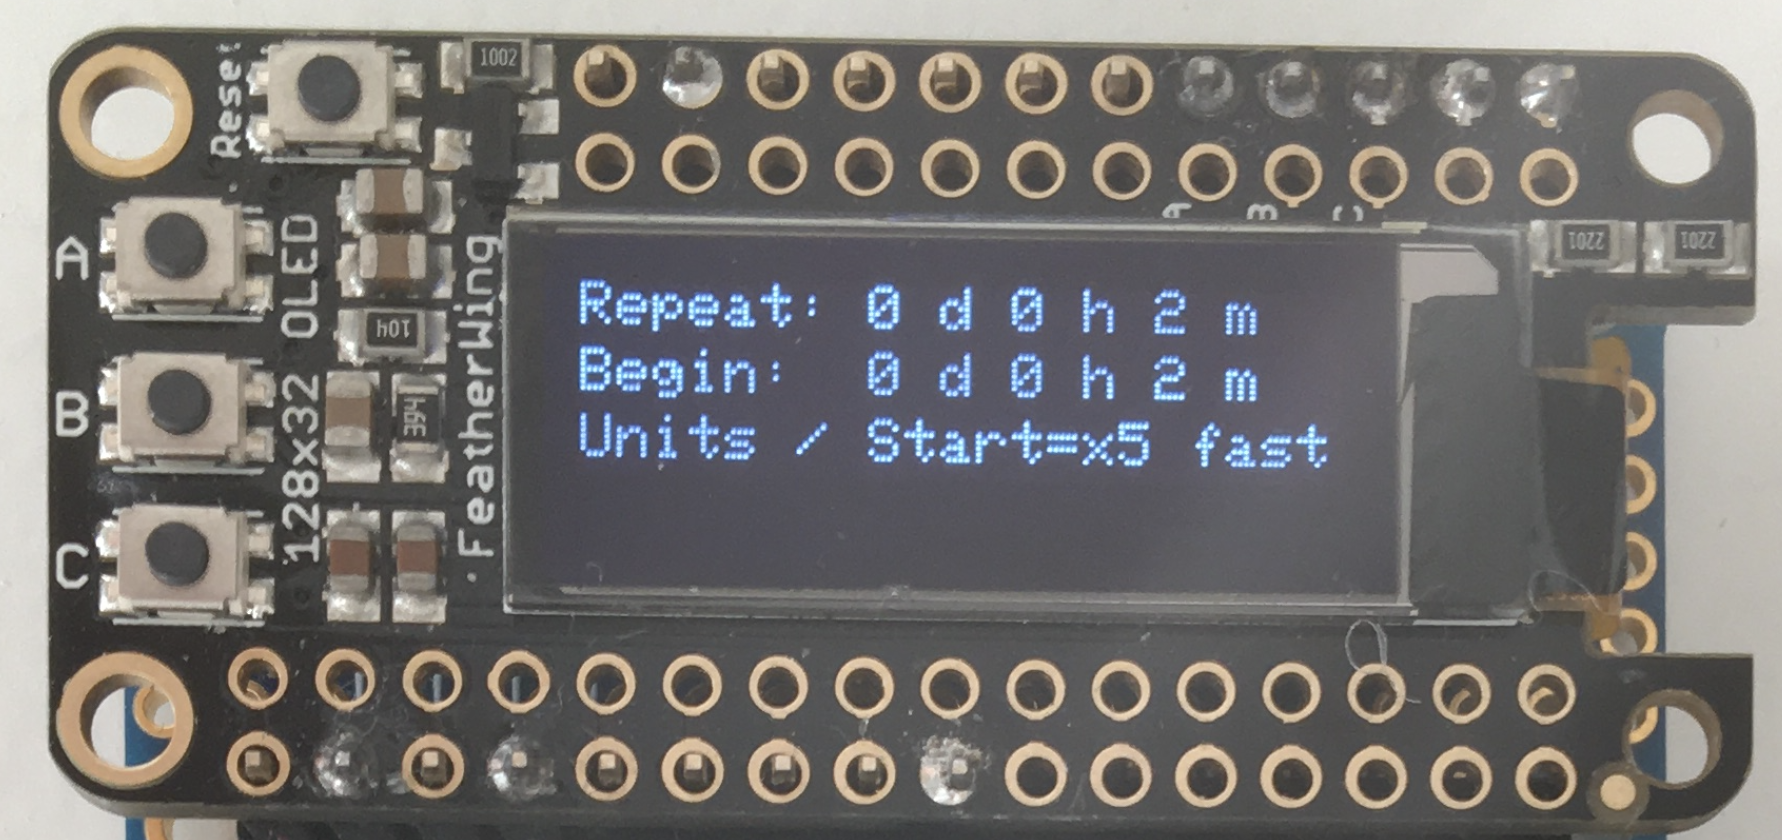 Reset
1002
A
OLED
104
B
128x32
3649
C
FeatherWing
A
B
C
2201
2201
Repeat: 0 d 0 h 2 m
Begin: 0 d 0 h 2 m
Units / Start=x5 fast